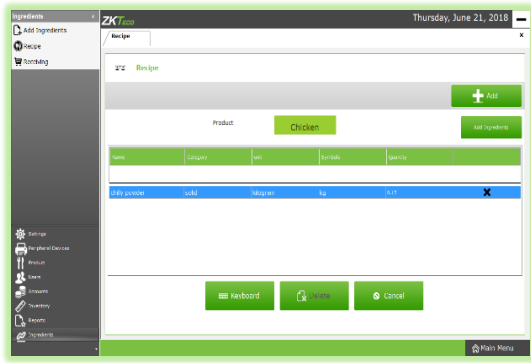 Ingredients
Add Ingredients
Recipe
Receiving
Settings
Peripheral Devices
Product
Users
Answers
Inventory
Reports
Ingredients
ZKTeco
Thursday, June 21, 2018
Recipe
x
Recipe
Add
Product
Chicken
Add Ingredients
Name Category Unit Symbols Quantity
chilly powder solid kilogram kg
Keyboard Delete Cancel
Main Menu